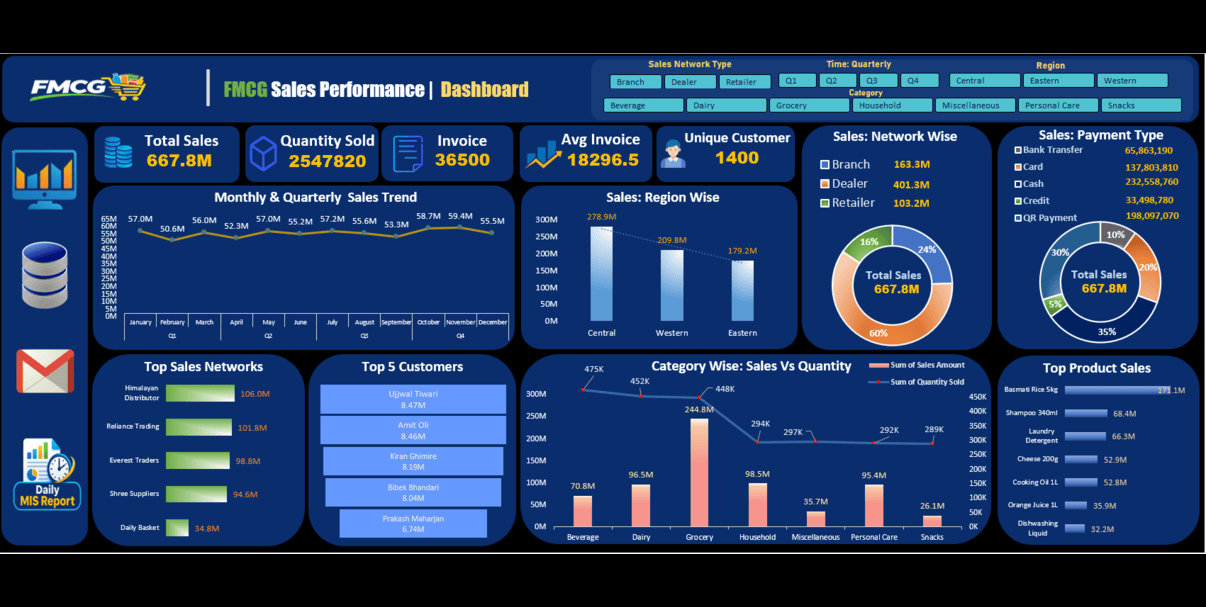 FMCG
FMCG Sales Performance | Dashboard
Sales Network Type
Branch
Dealer
Retailer
Time: Quarterly
Q1
Q2
Q3
Q4
Region
Central
Eastern
Western
Category
Beverage
Dairy
Grocery
Household
Miscellaneous
Personal Care
Snacks
Daily
MIS Report
Total Sales
667.8M
Quantity Sold
2547820
Invoice
36500
Avg Invoice
18296.5
Unique Customer
1400
Monthly & Quarterly Sales Trend
65M
60M
55M
50M
45M
40M
35M
30M
25M
20M
15M
10M
5M
0M
57.0M
50.6M
56.0M
52.3M
57.0M
55.2M
57.2M
55.6M
53.3M
58.7M
59.4M
55.5M
January
February
March
April
May
June
July
August
September
October
November
December
Q1
Q2
Q3
Q4
Sales: Region Wise
300M
250M
200M
150M
100M
50M
0M
278.9M
209.8M
179.2M
Central
Western
Eastern
Sales: Network Wise
Branch 163.3M
Dealer 401.3M
Retailer 103.2M
16%
24%
60%
Total Sales
667.8M
Sales: Payment Type
Bank Transfer 65,863,190
Card 137,803,810
Cash 232,558,760
Credit 33,498,780
QR Payment 198,097,070
10%
20%
35%
5%
30%
Total Sales
667.8M
Top Sales Networks
Himalayan
Distributor
106.0M
Reliance Trading 101.8M
Everest Traders 98.8M
Shree Suppliers 94.6M
Daily Basket 34.8M
Top 5 Customers
Ujjwal Tiwari
8.47M
Amit Oli
8.46M
Kiran Ghimire
8.19M
Bibek Bhandari
8.04M
Prakash Maharjan
6.74M
Category Wise: Sales Vs Quantity
Sum of Sales Amount
Sum of Quantity Sold
300M
250M
200M
150M
100M
50M
0M
475K
452K
448K
294K
297K
292K
289K
70.8M
96.5M
244.8M
98.5M
35.7M
95.4M
26.1M
450K
400K
350K
300K
250K
200K
150K
100K
50K
0K
Beverage
Dairy
Grocery
Household
Miscellaneous
Personal Care
Snacks
Top Product Sales
Basmati Rice 5kg 171.1M
Shampoo 340ml 68.4M
Laundry
Detergent
66.3M
Cheese 200g 52.9M
Cooking Oil 1L 52.8M
Orange Juice 1L 35.9M
Dishwashing
Liquid
32.2M